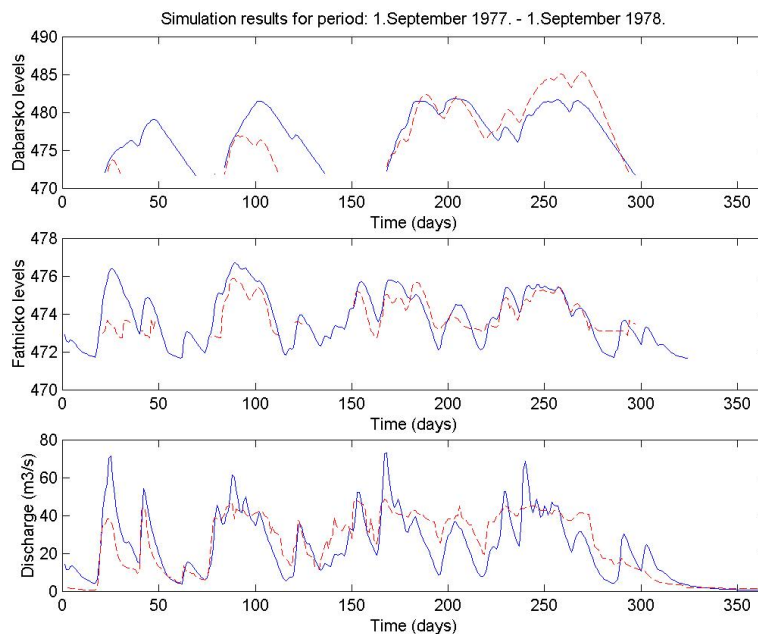 Simulation results for period: 1.September 1977. - 1.September 1978.
490
485
480
475
470
Dabarsko levels
0 50 100 150 200 250 300 350
Time (days)
478
476
474
472
470
Fatnicko levels
0 50 100 150 200 250 300 350
Time (days)
80
60
40
20
0
Discharge (m3/s)
0 50 100 150 200 250 300 350
Time (days)